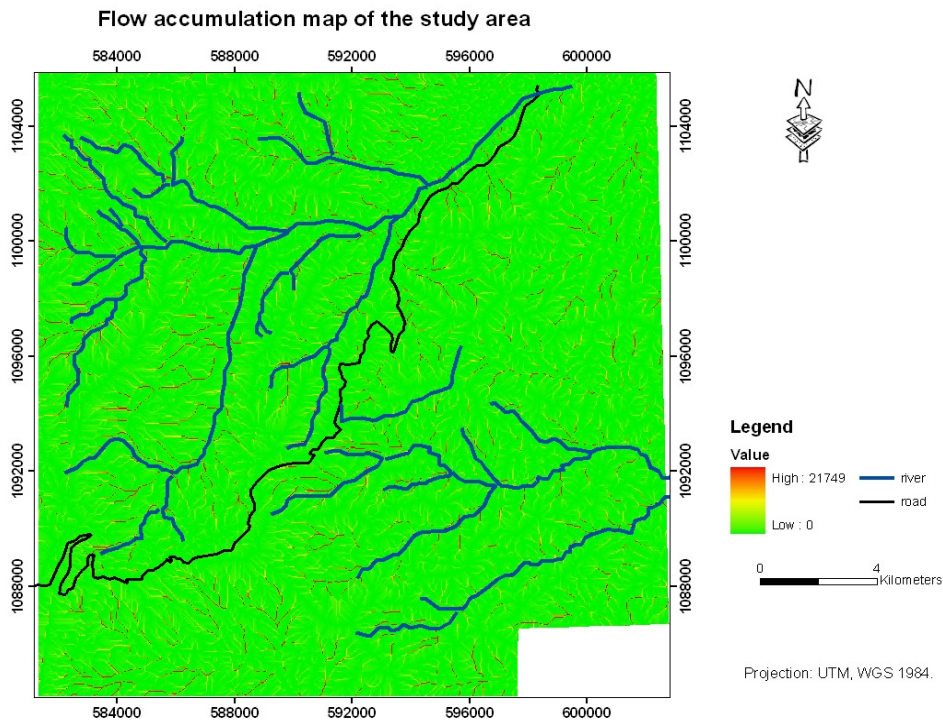 Flow accumulation map of the study area
584000 588000 592000 596000 600000
1104000 1104000
1100000 1100000
1096000 1096000
1092000 1092000
1088000 1088000
584000 588000 592000 596000 600000
N
Legend
Value
High : 21749
Low : 0
river
road
0 4
Kilometers
Projection: UTM, WGS 1984.